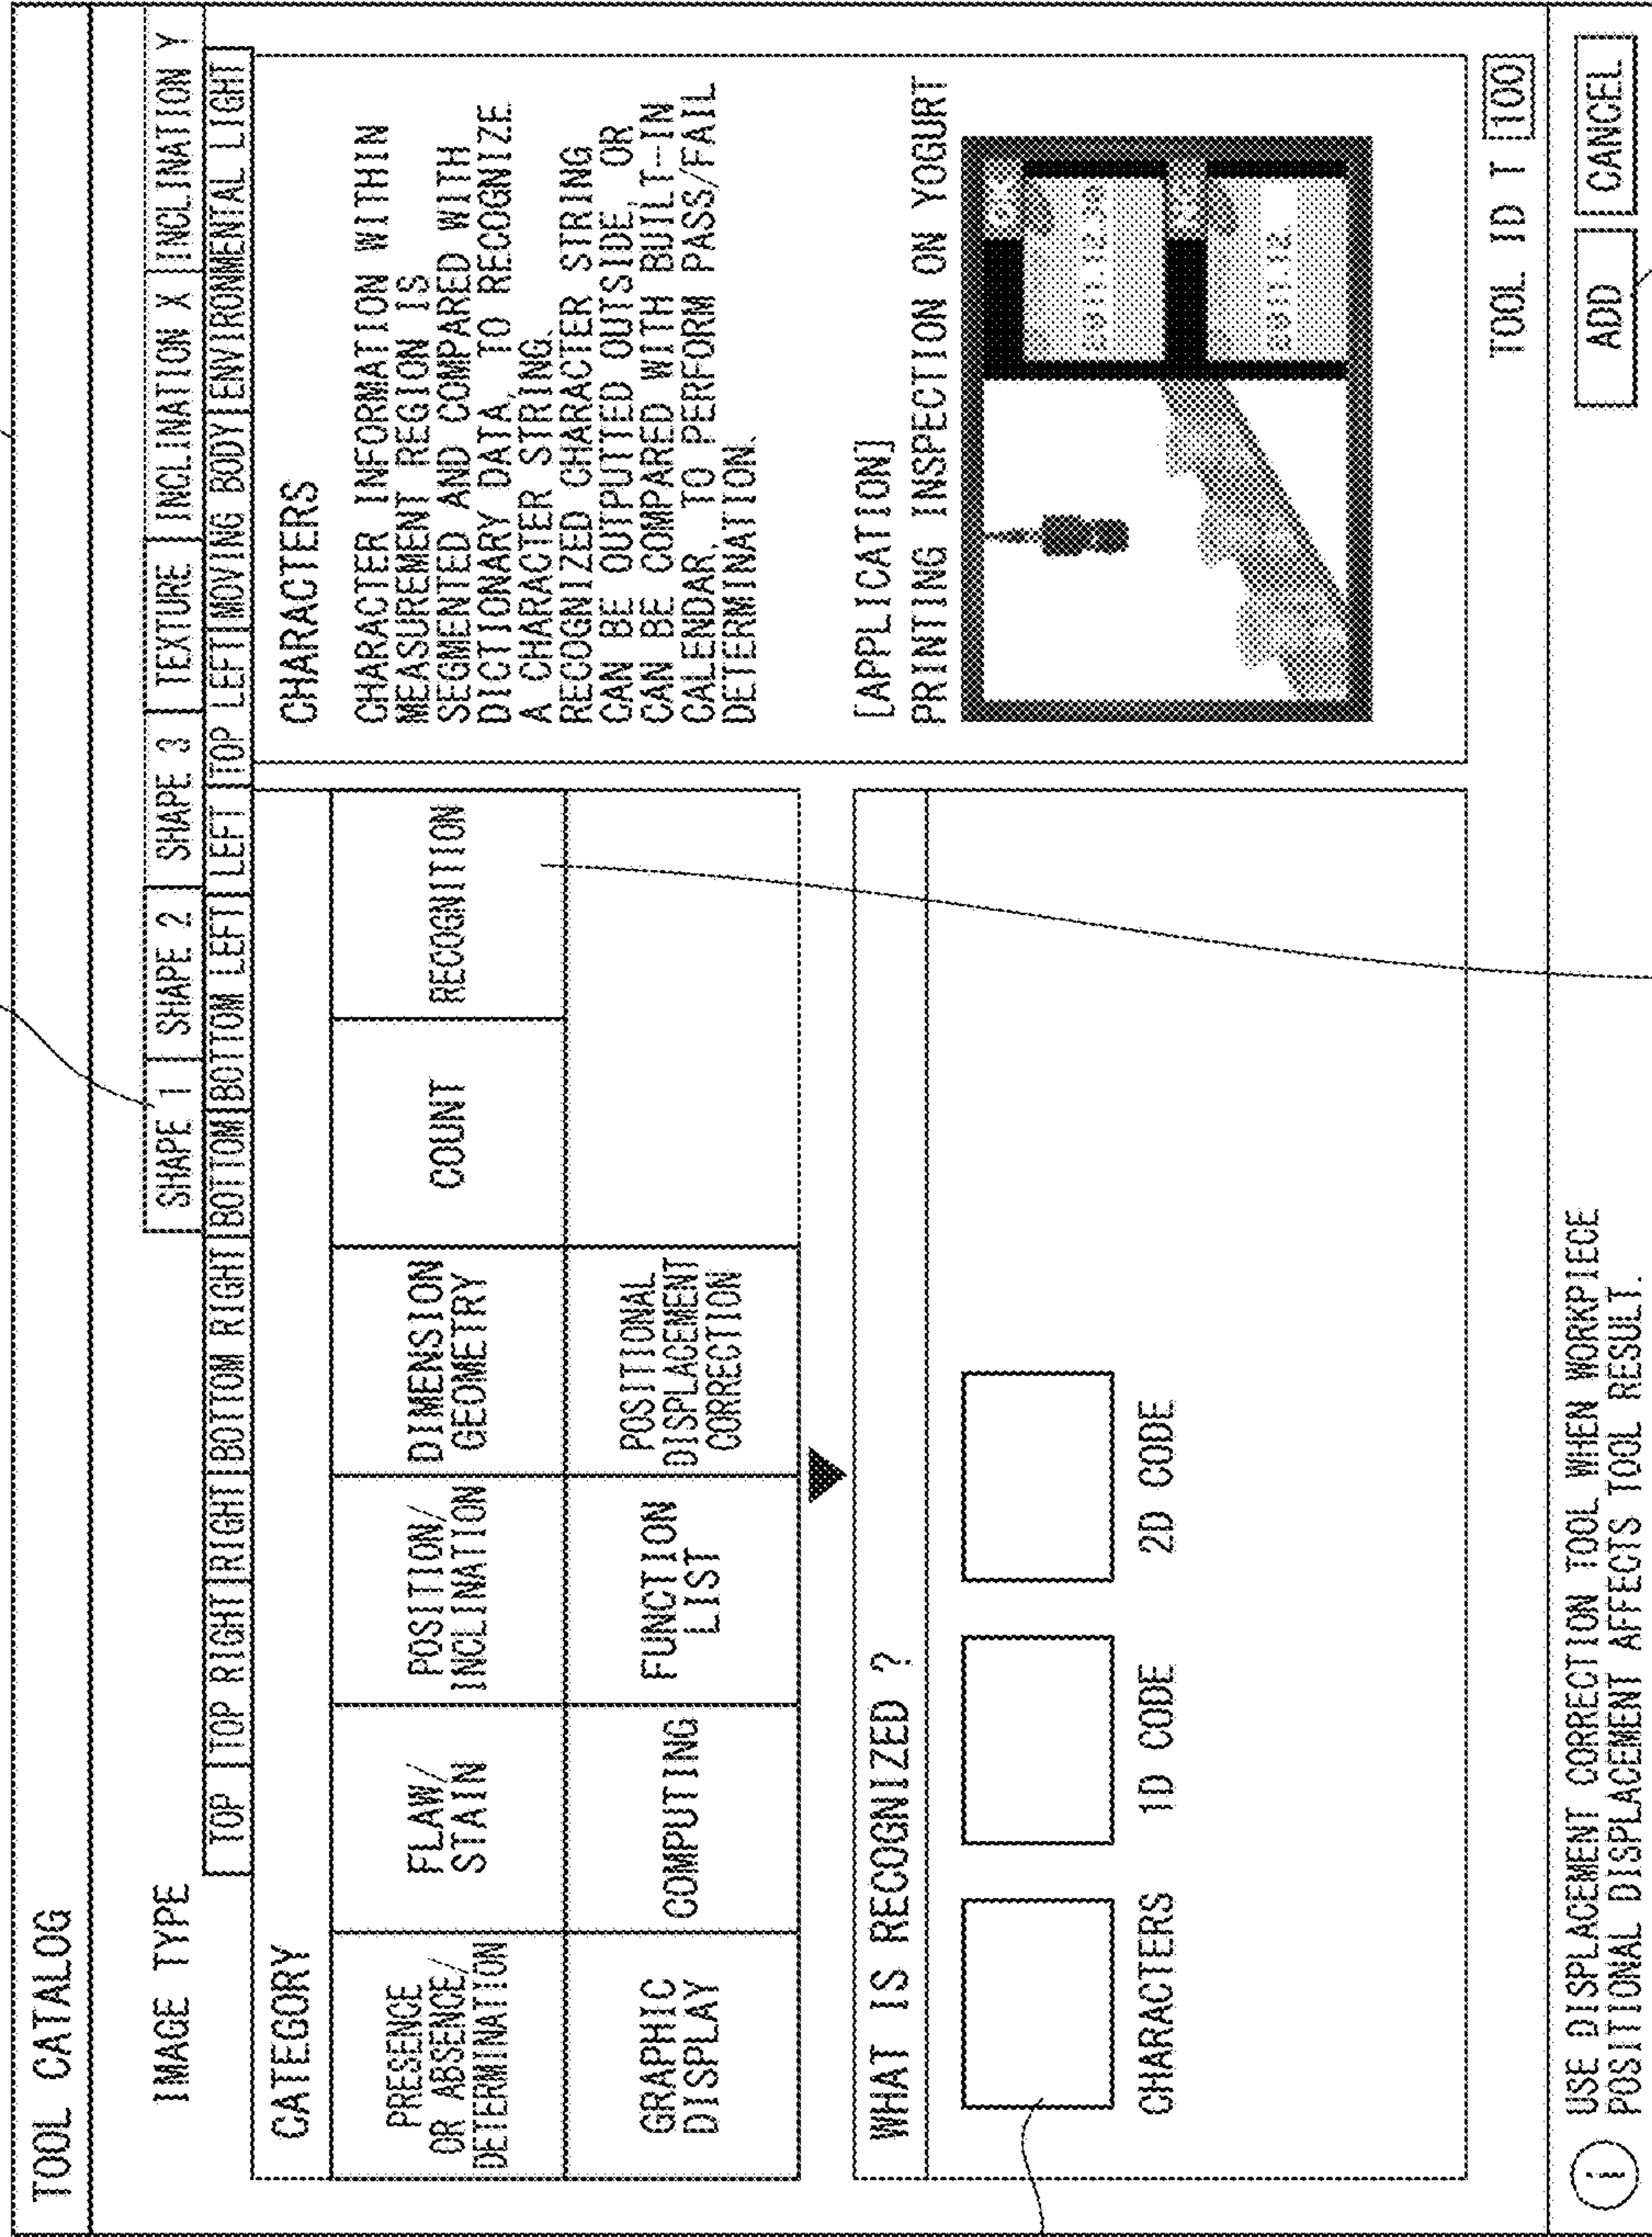 TOOL CATALOG
IMAGE TYPE
SHAPE 1 SHAPE 2 SHAPE 3 TEXTURE INCLINATION X INCLINATION Y
TOP TOP RIGHT RIGHT BOTTOM RIGHT BOTTOM BOTTOM LEFT LEFT TOP LEFT MOVING BODY ENVIRONMENTAL LIGHT
CATEGORY
PRESENCE
OR ABSENCE/
DETERMINATION
FLAW/
STAIN
POSITION/
INCLINATION
DIMENSION
GEOMETRY
COUNT
RECOGNITION
GRAPHIC
DISPLAY
COMPUTING
FUNCTION
LIST
POSITIONAL
DISPLACEMENT
CORRECTION
WHAT IS RECOGNIZED ?
CHARACTERS
1D CODE
2D CODE
CHARACTERS
CHARACTER INFORMATION WITHIN
MEASUREMENT REGION IS
SEGMENTED AND COMPARED WITH
DICTIONARY DATA, TO RECOGNIZE
A CHARACTER STRING.
RECOGNIZED CHARACTER STRING
CAN BE OUTPUTTED OUTSIDE, OR
CAN BE COMPARED WITH BUILT-IN
CALENDAR, TO PERFORM PASS/FAIL
DETERMINATION.
[APPLICATION]
PRINTING INSPECTION ON YOGURT
TOOL ID T 100
i
USE DISPLACEMENT CORRECTION TOOL WHEN WORKPIECE
POSITIONAL DISPLACEMENT AFFECTS TOOL RESULT.
ADD
CANCEL